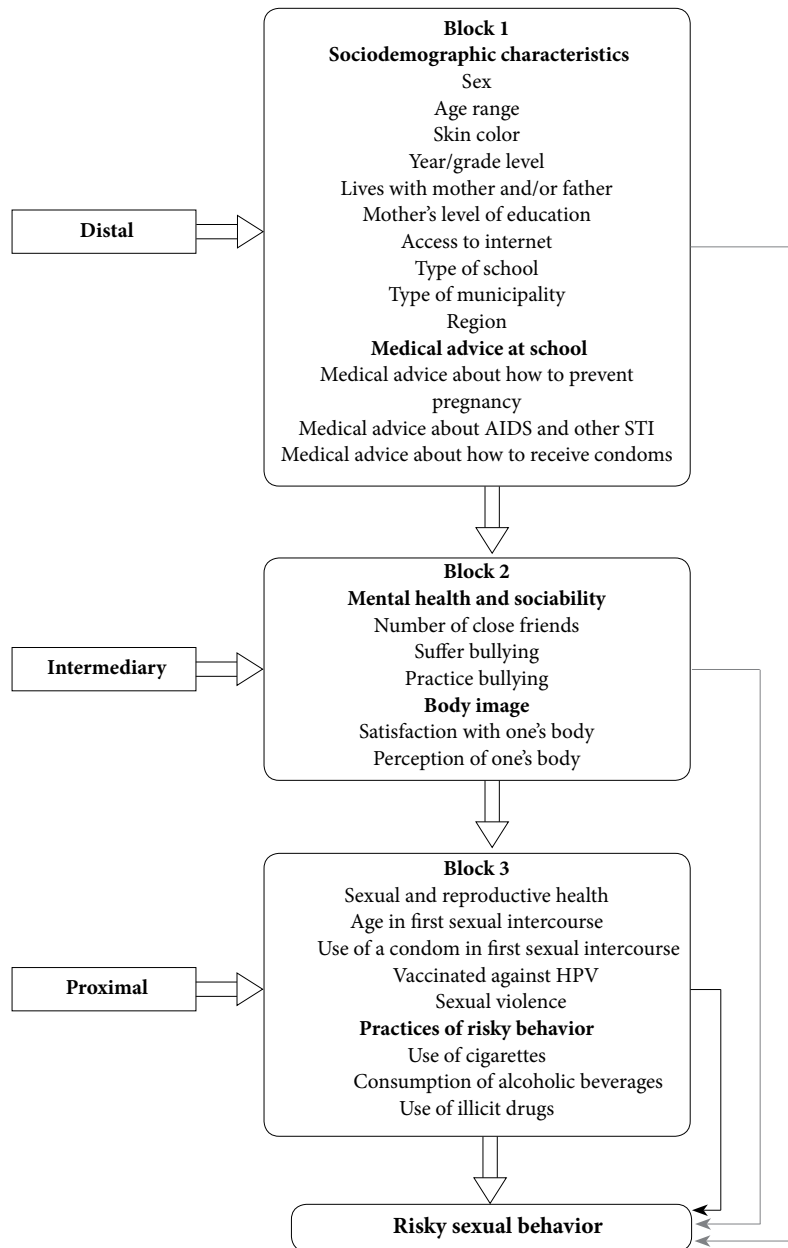 Block 1
Sociodemographic characteristics
Sex
Age range
Skin color
Year/grade level
Lives with mother and/or father
Mother's level of education
Distal
Access to internet
Type of school
Type of municipality
Region
Medical advice at school
Medical advice about how to prevent
pregnancy
Medical advice about AIDS and other STI
Medical advice about how to receive condoms
Block 2
Mental health and sociability
Number of close friends
Suffer bullying
Intermediary
Practice bullying
Body image
Satisfaction with one's body
Perception of one's body
Block 3
Sexual and reproductive health
Age in first sexual intercourse
Use of a condom in first sexual intercourse
Vaccinated against HPV
Proximal
Sexual violence
Practices of risky behavior
Use of cigarettes
Consumption of alcoholic beverages
Use of illicit drugs
Risky sexual behavior